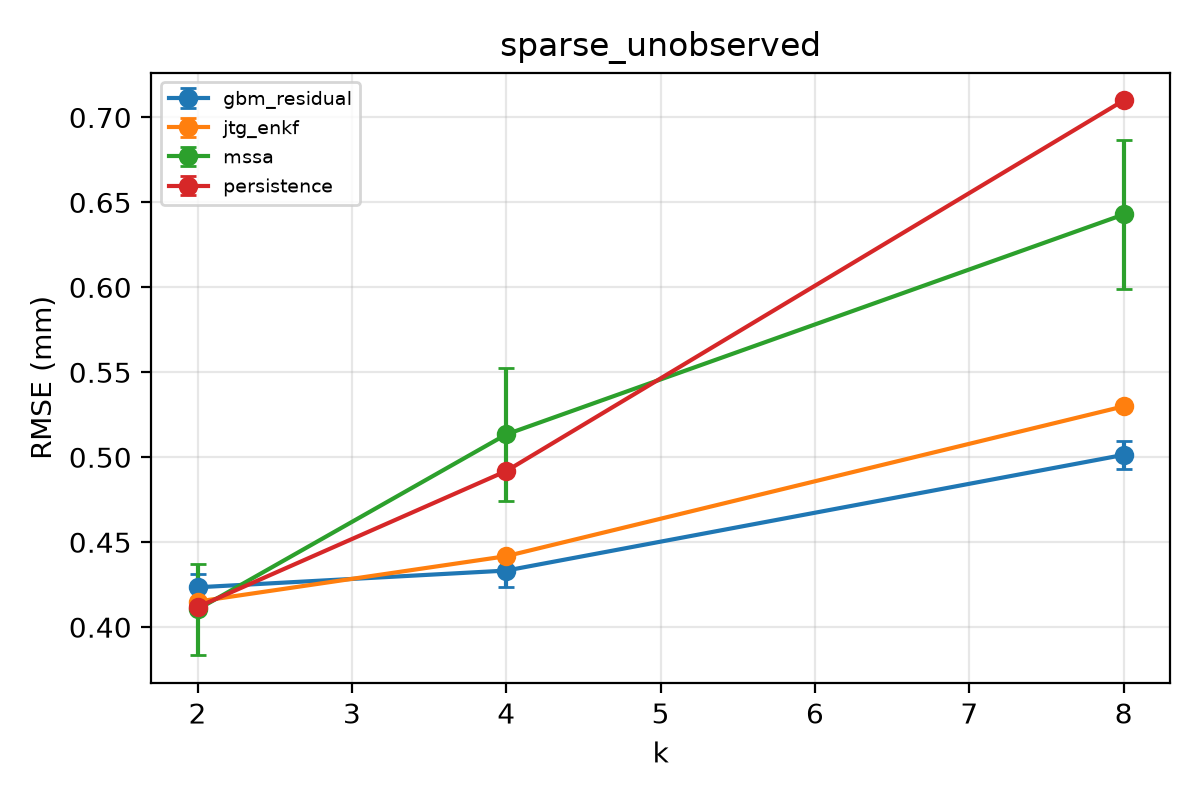 sparse_unobserved
gbm_residual
jtg_enkf
mssa
persistence
0.70
0.65
0.60
0.55
0.50
0.45
0.40
RMSE (mm)
2 3 4 5 6 7 8
k